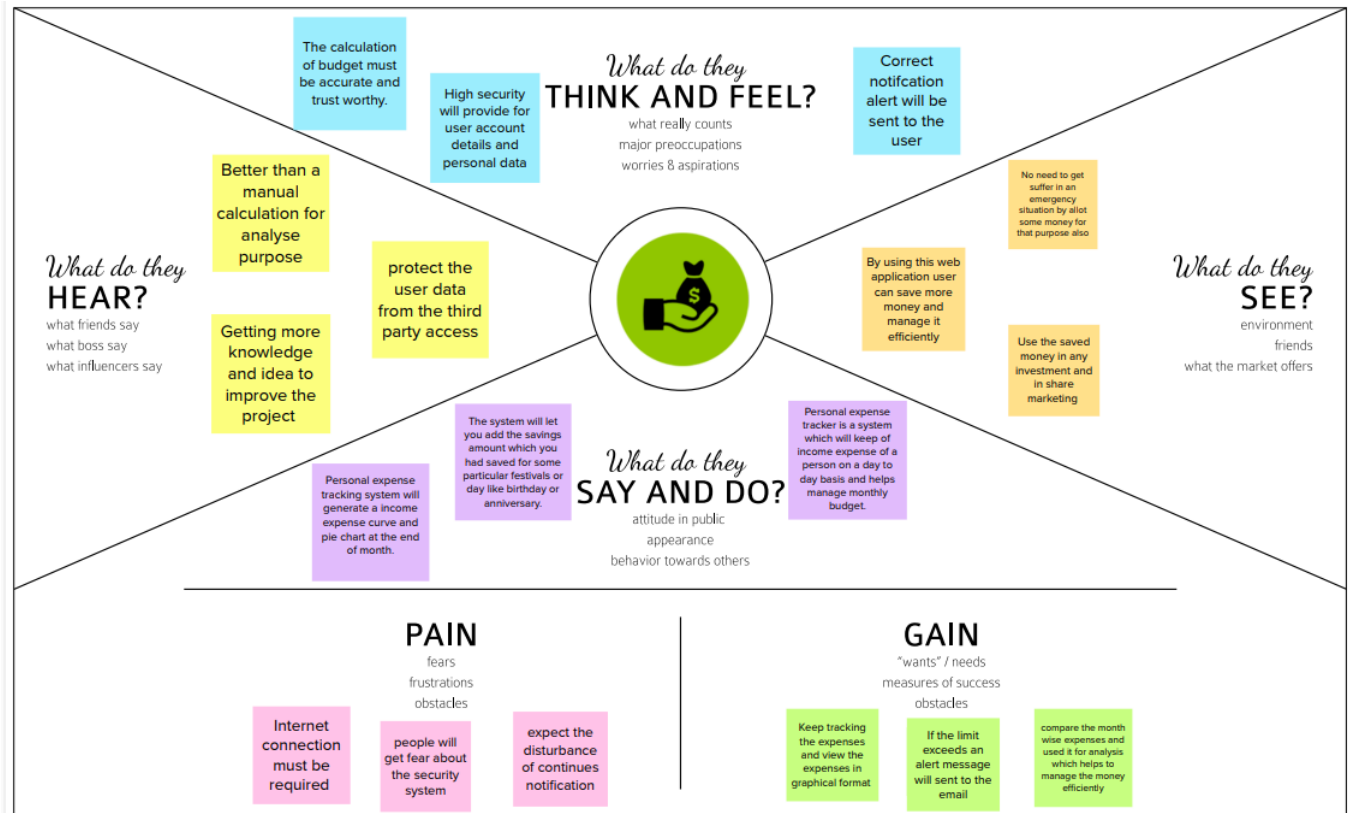 The calculation
of budget must
be accurate and
trust worthy.
High security
will provide for
user account
details and
personal data
What do they
THINK AND FEEL?
what really counts
major preoccupations
worries & aspirations
Correct
notifcation
alert will be
sent to the
user
What do they
HEAR?
what friends say
what boss say
what influencers say
Better than a
manual
calculation for
analyse
purpose
protect the
user data
from the third
party access
Getting more
knowledge
and idea to
improve the
project
$
No need to get
suffer in an
emergency
situation by allot
some money for
that purpose also
By using this web
application user
can save more
money and
manage it
efficiently
Use the saved
money in any
investment and
in share
marketing
What do they
SEE?
environment
friends
what the market offers
Personal expense
tracking system will
generate a income
expense curve and
pie chart at the end
of month.
The system will let
you add the savings
amount which you
had saved for some
particular festivals or
day like birthday or
anniversary.
What do they
SAY AND DO?
attitude in public
appearance
behavior towards others
Personal expense
tracker is a system
which will keep of
income expense of a
person on a day to
day basis and helps
manage monthly
budget.
PAIN
fears
frustrations
obstacles
Internet
connection
must be
required
people will
get fear about
the security
system
expect the
disturbance
of continues
notification
GAIN
"wants" / needs
measures of success
obstacles
Keep tracking
the expenses
and view the
expenses in
graphical format
If the limit
exceeds an
alert message
will sent to the
email
compare the month
wise expenses and
used it for analysis
which helps to
manage the money
efficiently